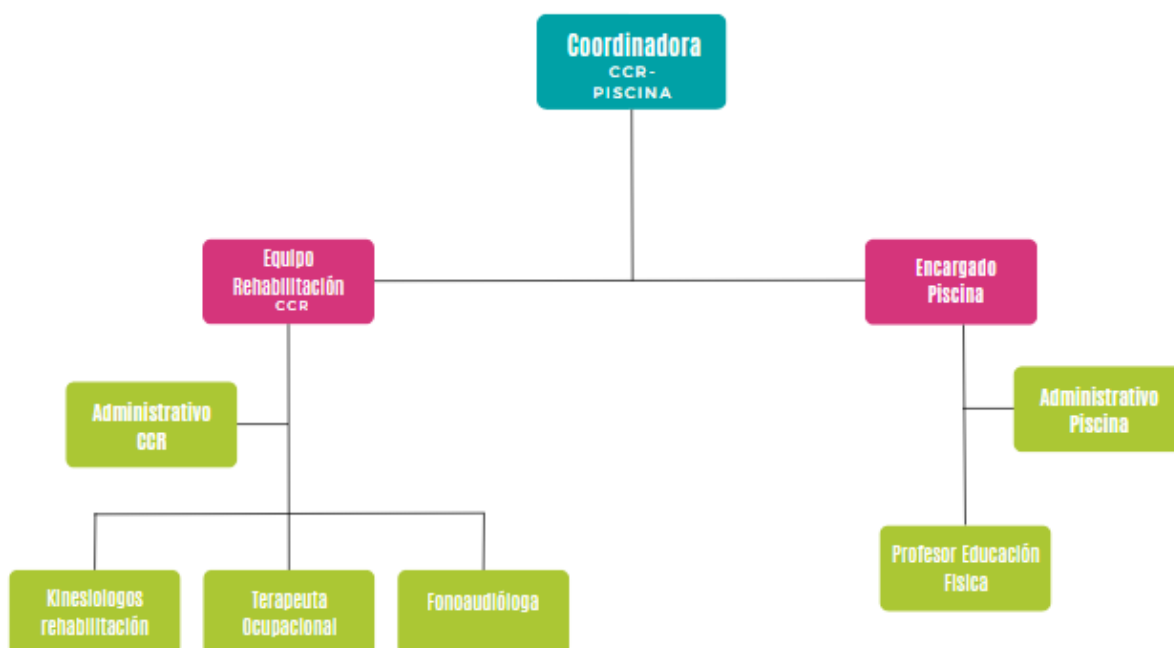 Coordinadora
CCR-
PISCINA
Equipo
Rehabilitación
CCR
Encargado
Piscina
Administrativo
CCR
Administrativo
Piscina
Kinesiologos
rehabilitación
Terapeuta
Ocupacional
Fonoaudióloga
Profesor Educación
Fisica